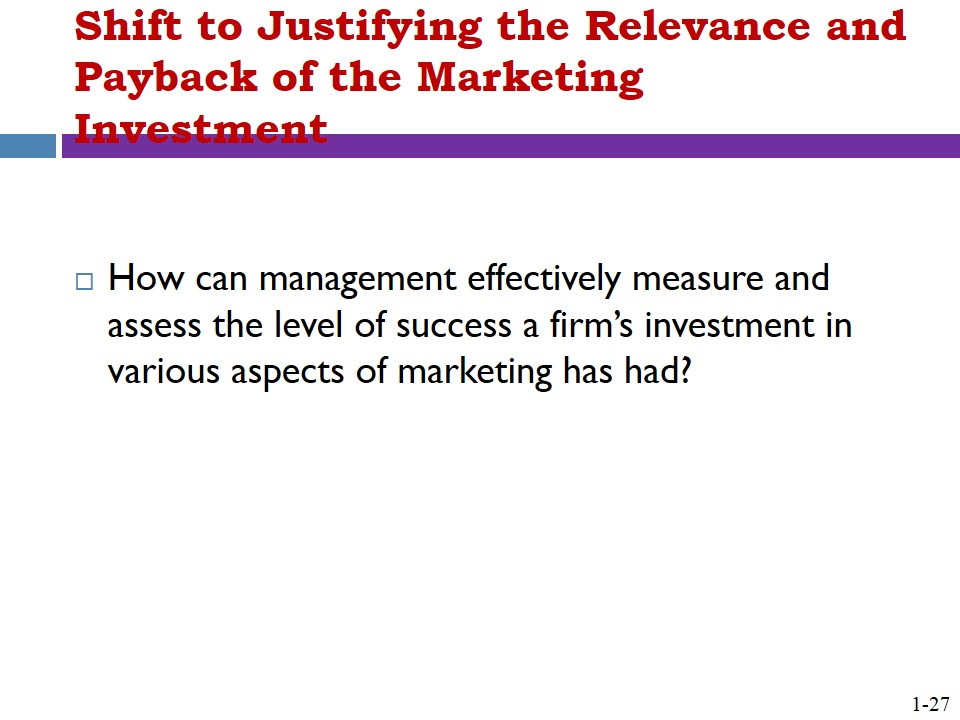 Shift to Justifying the Relevance and
Payback of the Marketing
Investment
How can management effectively measure and
assess the level of success a firm’s investment in
various aspects of marketing has had?
1-27